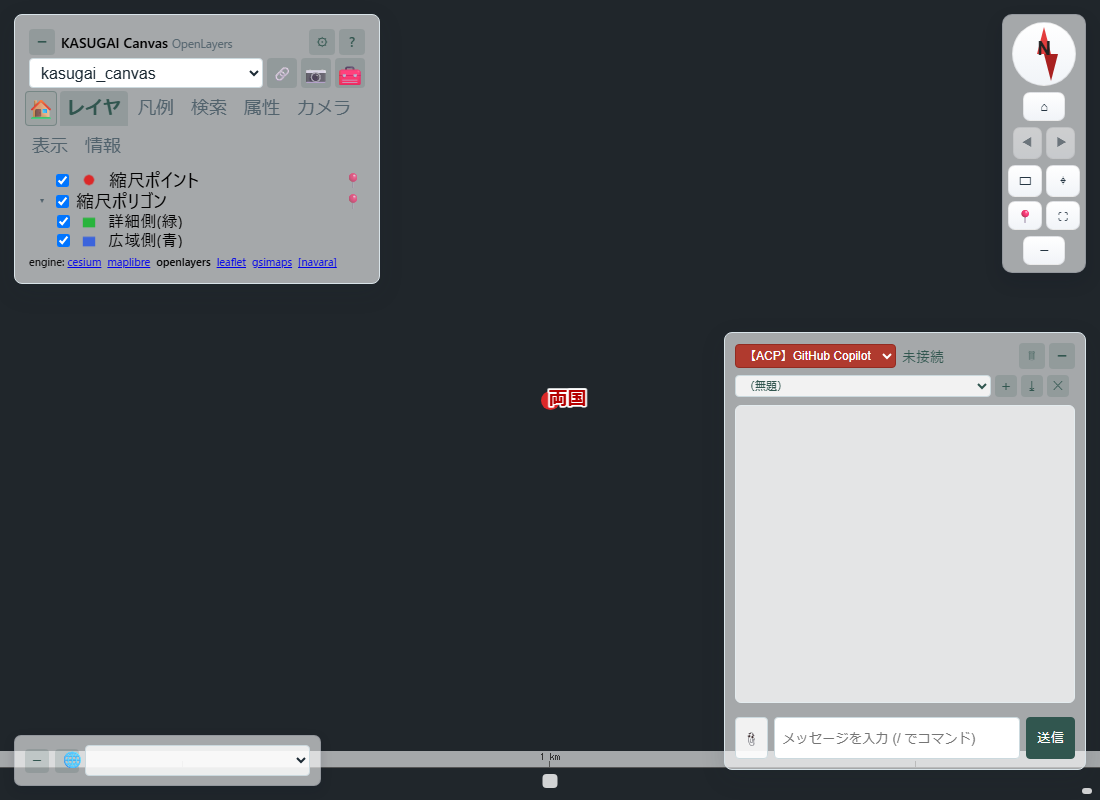 − KASUGAI Canvas OpenLayers ?
kasugai_canvas
レイヤ 凡例 検索 属性 カメラ
表示 情報
縮尺ポイント
縮尺ポリゴン
詳細側(緑)
広域側(青)
engine: cesium maplibre openlayers leaflet gsimaps [navara]
N
両国
【ACP】GitHub Copilot 未接続
（無題）
メッセージを入力 (/ でコマンド)
送信
1 km